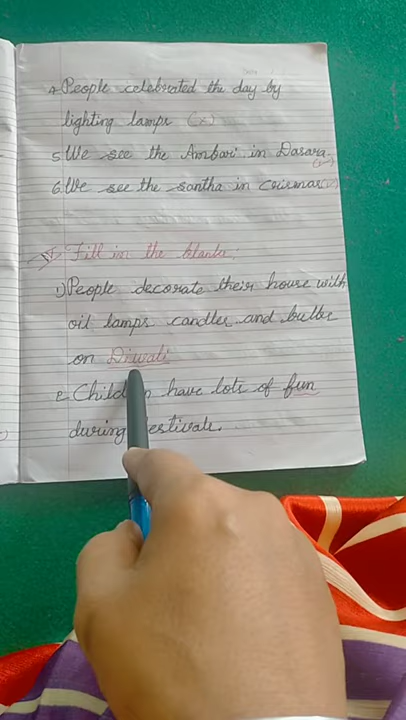 4. People celebrated the day by
lighting lamps (x)
5. We see the Ambari in Dasara
6. We see the santha in Crismas
I. Fill in the blanks:
1) People decorate their house with
oil lamps candles and bulbs
on Diwali
2. Children have lots of fun
during festivals.